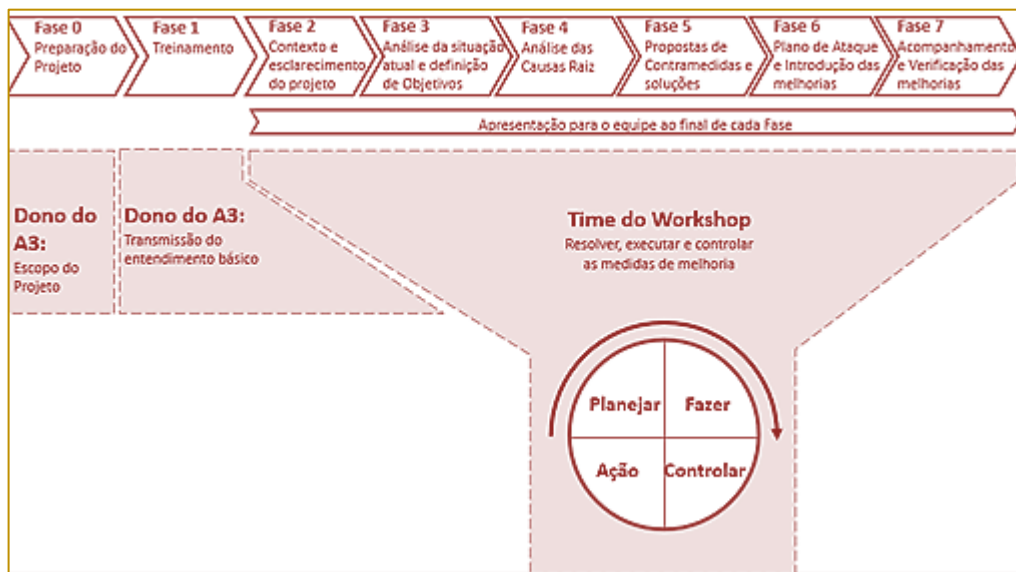 Fase 0
Preparação do
Projeto
Fase 1
Treinamento
Fase 2
Contexto e
esclarecimento
do projeto
Fase 3
Análise da situação
atual e definição
de Objetivos
Fase 4
Análise das
Causas Raiz
Fase 5
Propostas de
Contramedidas e
soluções
Fase 6
Plano de Ataque
e Introdução das
melhorias
Fase 7
Acompanhamento
e Verificação das
melhorias
Apresentação para o equipe ao final de cada Fase
Dono do
A3:
Escopo do
Projeto
Dono do A3:
Transmissão do
entendimento básico
Time do Workshop
Resolver, executar e controlar
as medidas de melhoria
Planejar
Fazer
Ação
Controlar